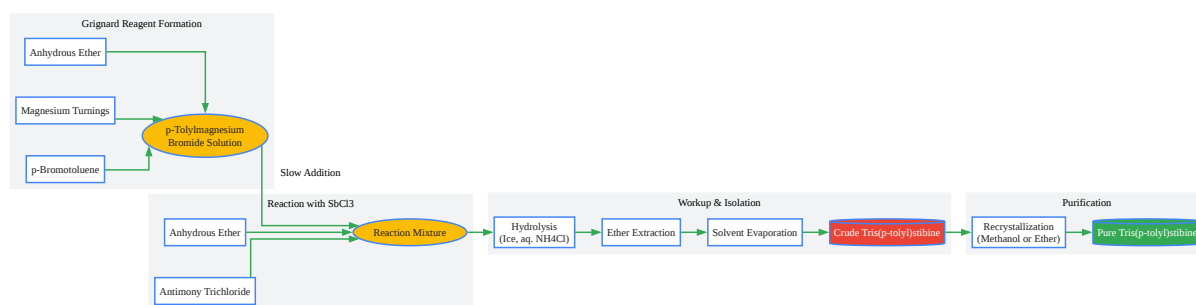 Grignard Reagent Formation
Anhydrous Ether
Magnesium Turnings
p-Tolylmagnesium
Bromide Solution
p-Bromotoluene
Slow Addition
Reaction with SbCl3
Anhydrous Ether
Reaction Mixture
Antimony Trichloride
Workup & Isolation
Hydrolysis
(Ice, aq. NH4Cl)
Ether Extraction
Solvent Evaporation
Crude Tris(p-tolyl)stibine
Purification
Recrystallization
(Methanol or Ether)
Pure Tris(p-tolyl)stibine